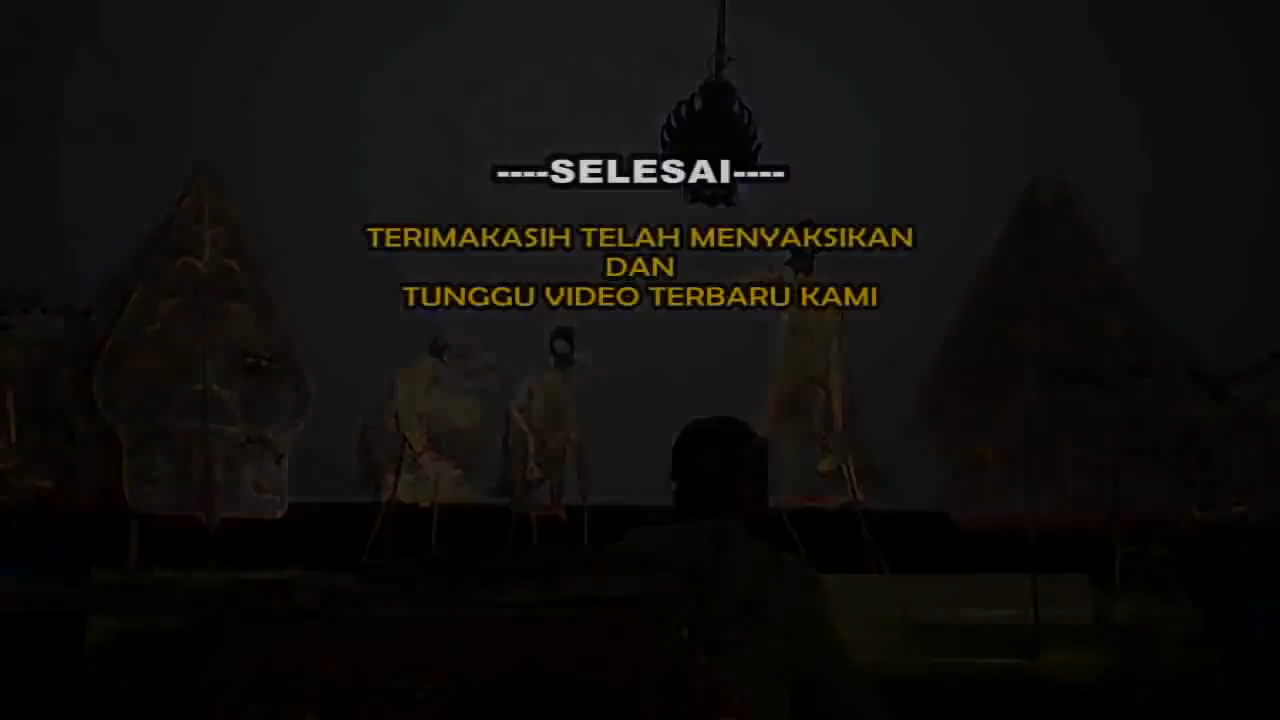 ----SELESAI----
TERIMAKASIH TELAH MENYAKSIKAN
DAN
TUNGGU VIDEO TERBARU KAMI